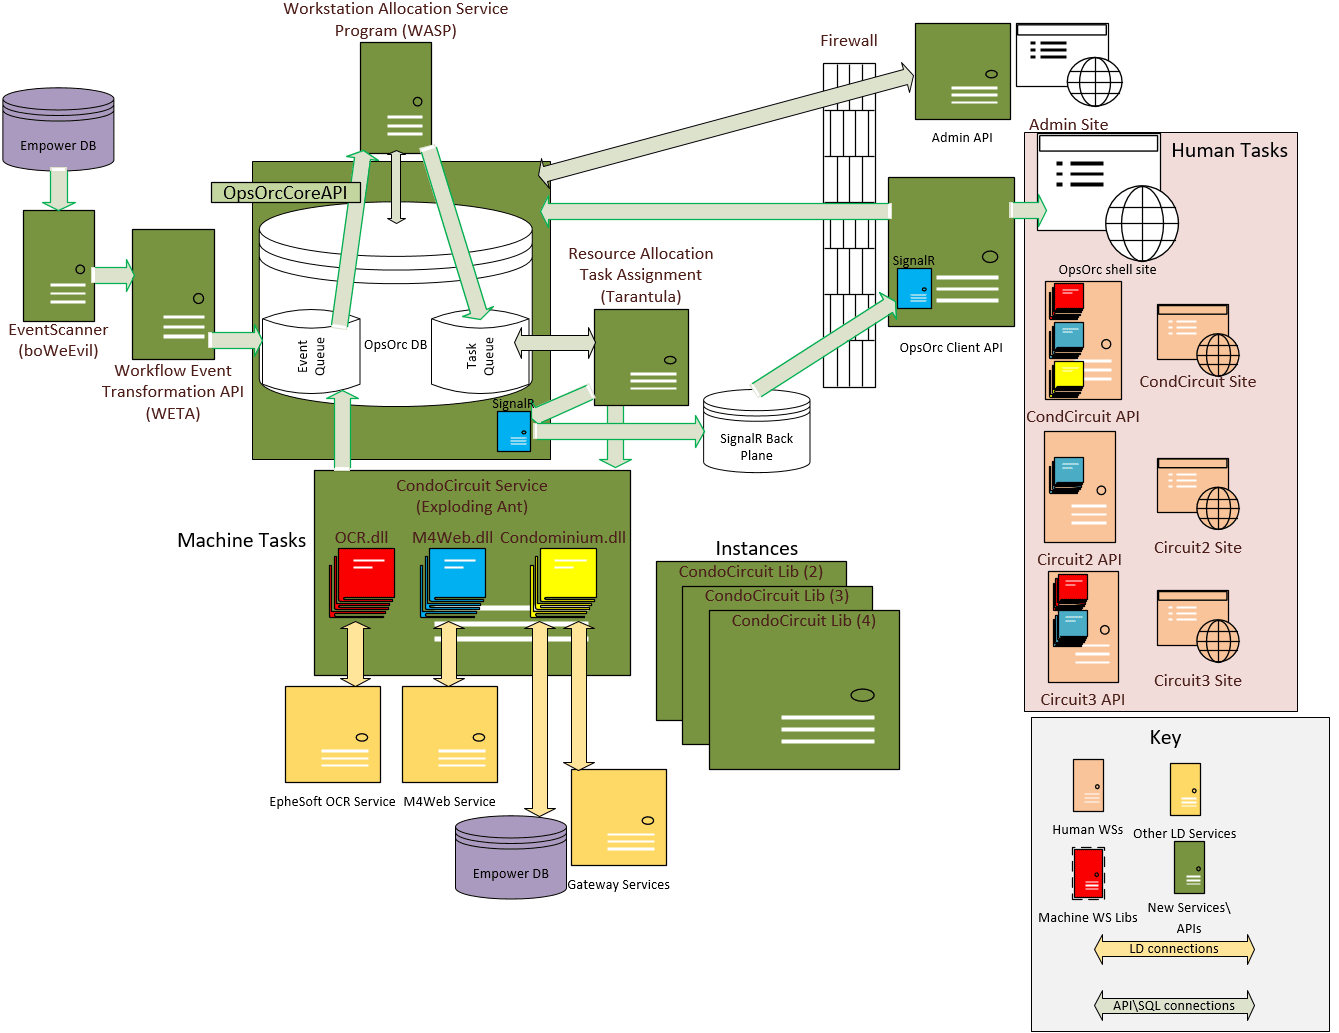 Workstation Allocation Service
Program (WASP)
Firewall
Admin API
Admin Site
Empower DB
OpsOrcCoreAPI
Human Tasks
EventScanner
(boWeEvil)
Workflow Event
Transformation API
(WETA)
Event
Queue
OpsOrc DB
Task
Queue
SignalR
Resource Allocation
Task Assignment
(Tarantula)
SignalR
OpsOrc Client API
OpsOrc shell site
SignalR Back
Plane
CondCircuit API
CondCircuit Site
Circuit2 API
Circuit2 Site
Circuit3 API
Circuit3 Site
Machine Tasks
CondoCircuit Service
(Exploding Ant)
OCR.dll
M4Web.dll
Condominium.dll
Instances
CondoCircuit Lib (2)
CondoCircuit Lib (3)
CondoCircuit Lib (4)
EpheSoft OCR Service
M4Web Service
Empower DB
Gateway Services
Key
Human WSs
Other LD Services
Machine WS Libs
New Services\
APIs
LD connections
API\SQL connections